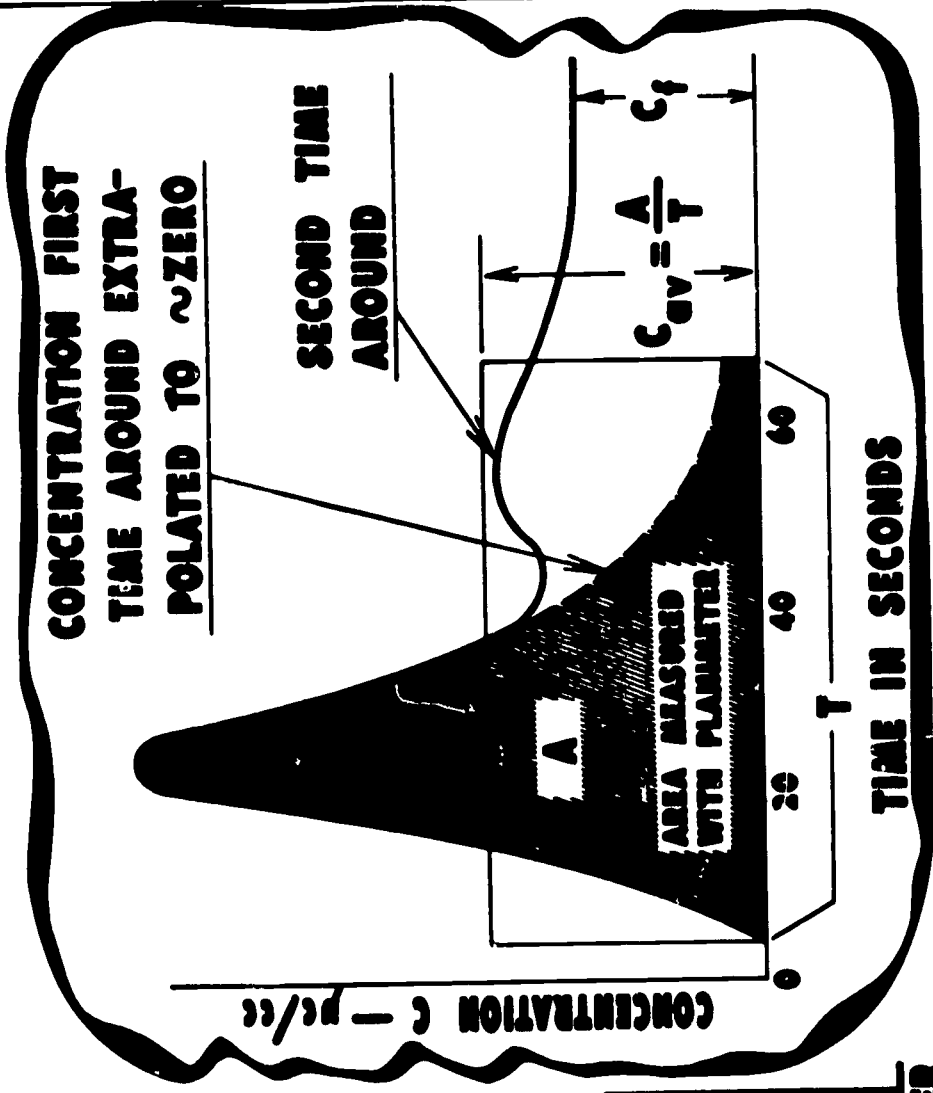 CONCENTRATION FIRST
TIME AROUND EXTRA-
POLATED TO ~ZERO
SECOND TIME
AROUND
CONCENTRATION C — µc/cc
A
AREA MEASURED
WITH PLANIMETER
C_av = A/T
C_f
0 20 40 60
T
TIME IN SECONDS